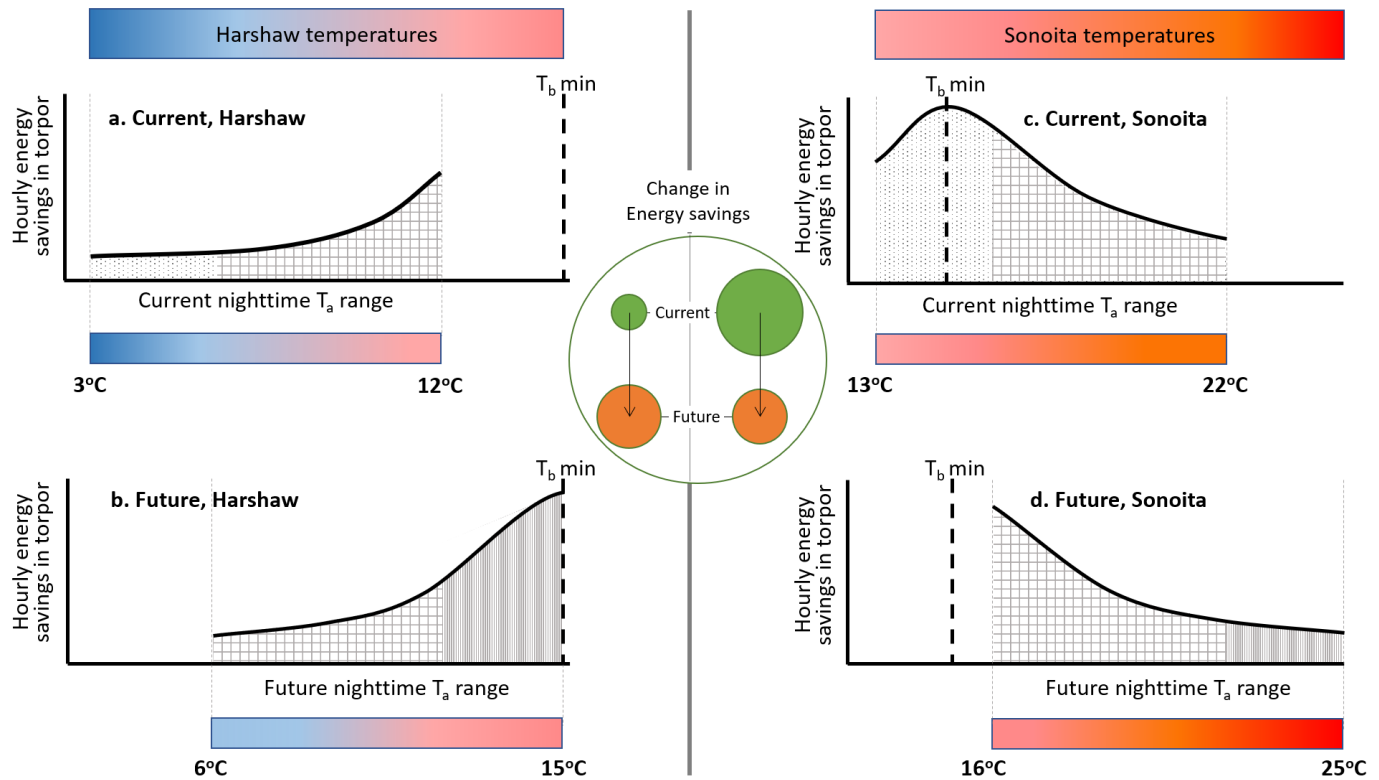 Harshaw temperatures
T_b min
a. Current, Harshaw
Hourly energy
savings in torpor
Current nighttime T_a range
3ºC
12ºC
T_b min
b. Future, Harshaw
Hourly energy
savings in torpor
Future nighttime T_a range
6ºC
15ºC
Change in
Energy savings
Current
Future
Sonoita temperatures
T_b min
c. Current, Sonoita
Hourly energy
savings in torpor
Current nighttime T_a range
13ºC
22ºC
T_b min
d. Future, Sonoita
Hourly energy
savings in torpor
Future nighttime T_a range
16ºC
25ºC